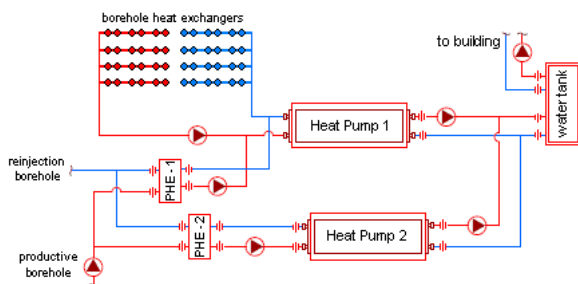 borehole heat exchangers
to building
water tank
Heat Pump 1
reinjection
borehole
PHE - 1
PHE - 2
Heat Pump 2
productive
borehole